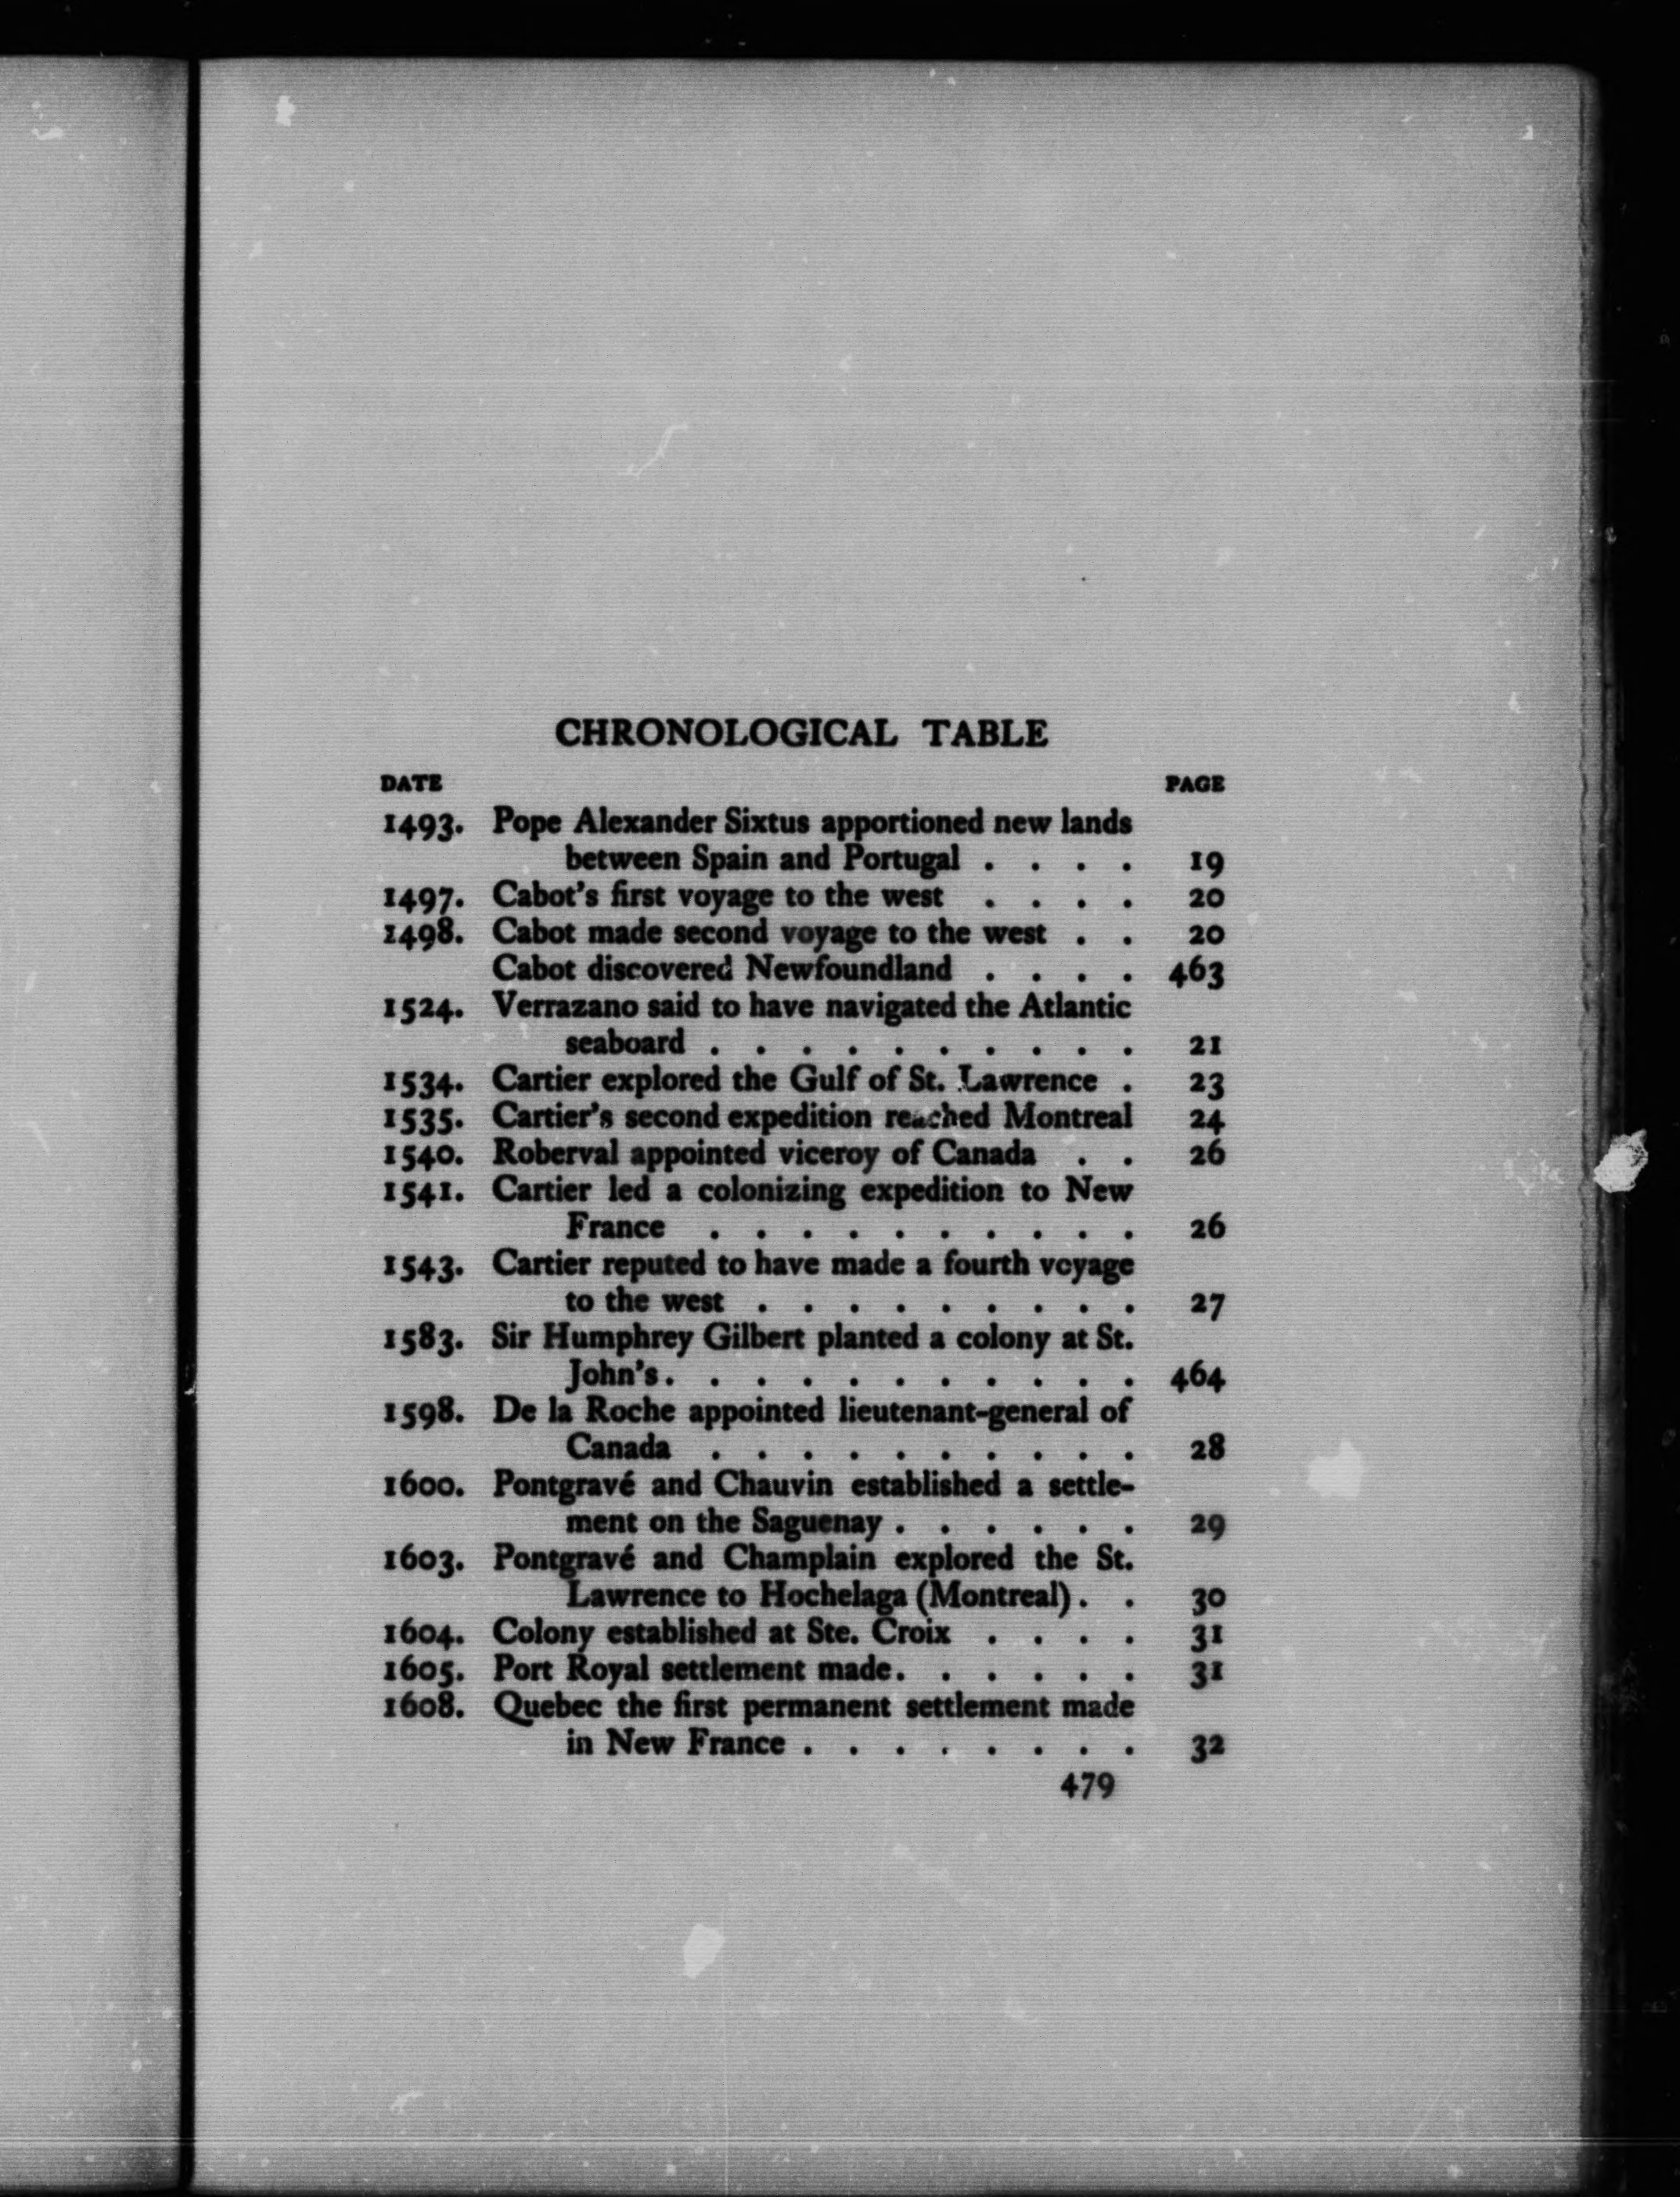 CHRONOLOGICAL TABLE
DATE PAGE
1493. Pope Alexander Sixtus apportioned new lands
between Spain and Portugal . . . . 19
1497. Cabot's first voyage to the west . . . . 20
1498. Cabot made second voyage to the west . . 20
Cabot discovered Newfoundland . . . . 463
1524. Verrazano said to have navigated the Atlantic
seaboard . . . . . . . . . . 21
1534. Cartier explored the Gulf of St. Lawrence . 23
1535. Cartier's second expedition reached Montreal 24
1540. Roberval appointed viceroy of Canada . . 26
1541. Cartier led a colonizing expedition to New
France . . . . . . . . . . 26
1543. Cartier reputed to have made a fourth voyage
to the west . . . . . . . . . 27
1583. Sir Humphrey Gilbert planted a colony at St.
John's. . . . . . . . . . . 464
1598. De la Roche appointed lieutenant-general of
Canada . . . . . . . . . . 28
1600. Pontgravé and Chauvin established a settle-
ment on the Saguenay . . . . . . 29
1603. Pontgravé and Champlain explored the St.
Lawrence to Hochelaga (Montreal) . . 30
1604. Colony established at Ste. Croix . . . . 31
1605. Port Royal settlement made. . . . . . 31
1608. Quebec the first permanent settlement made
in New France . . . . . . . . 32
479